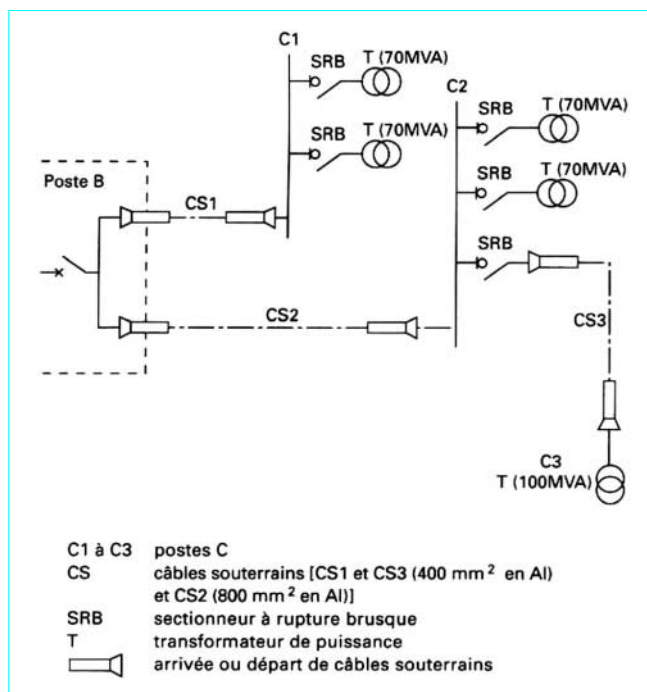 C1
SRB T (70MVA)
C2
SRB T (70MVA)
SRB T (70MVA)
SRB T (70MVA)
Poste B
CS1
SRB
CS2
CS3
C3
T (100MVA)
C1 à C3 postes C
CS câbles souterrains [CS1 et CS3 (400 mm² en Al)
et CS2 (800 mm² en Al)]
SRB sectionneur à rupture brusque
T transformateur de puissance
arrivée ou départ de câbles souterrains